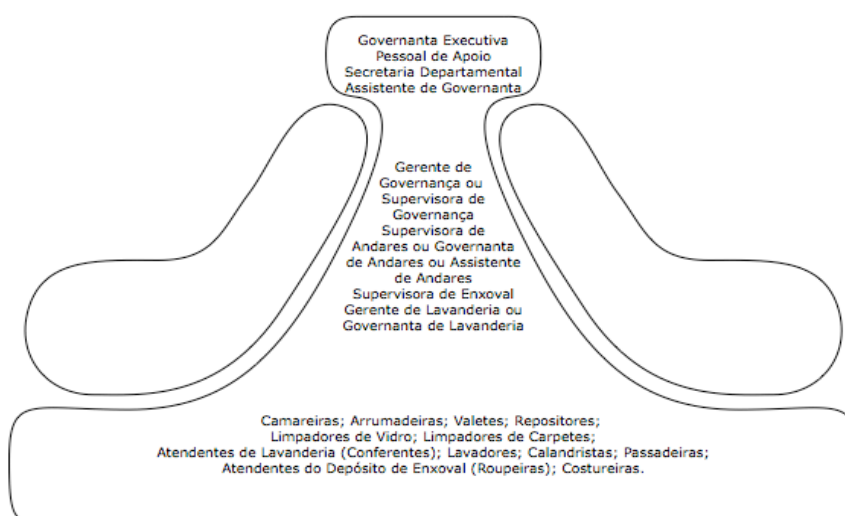 Governanta Executiva
Pessoal de Apoio
Secretaria Departamental
Assistente de Governanta
Gerente de
Governança ou
Supervisora de
Governança
Supervisora de
Andares ou Governanta
de Andares ou Assistente
de Andares
Supervisora de Enxoval
Gerente de Lavanderia ou
Governanta de Lavanderia
Camareiras; Arrumadeiras; Valetes; Repositores;
Limpadores de Vidro; Limpadores de Carpetes;
Atendentes de Lavanderia (Conferentes); Lavadores; Calandristas; Passadeiras;
Atendentes do Depósito de Enxoval (Roupeiras); Costureiras.